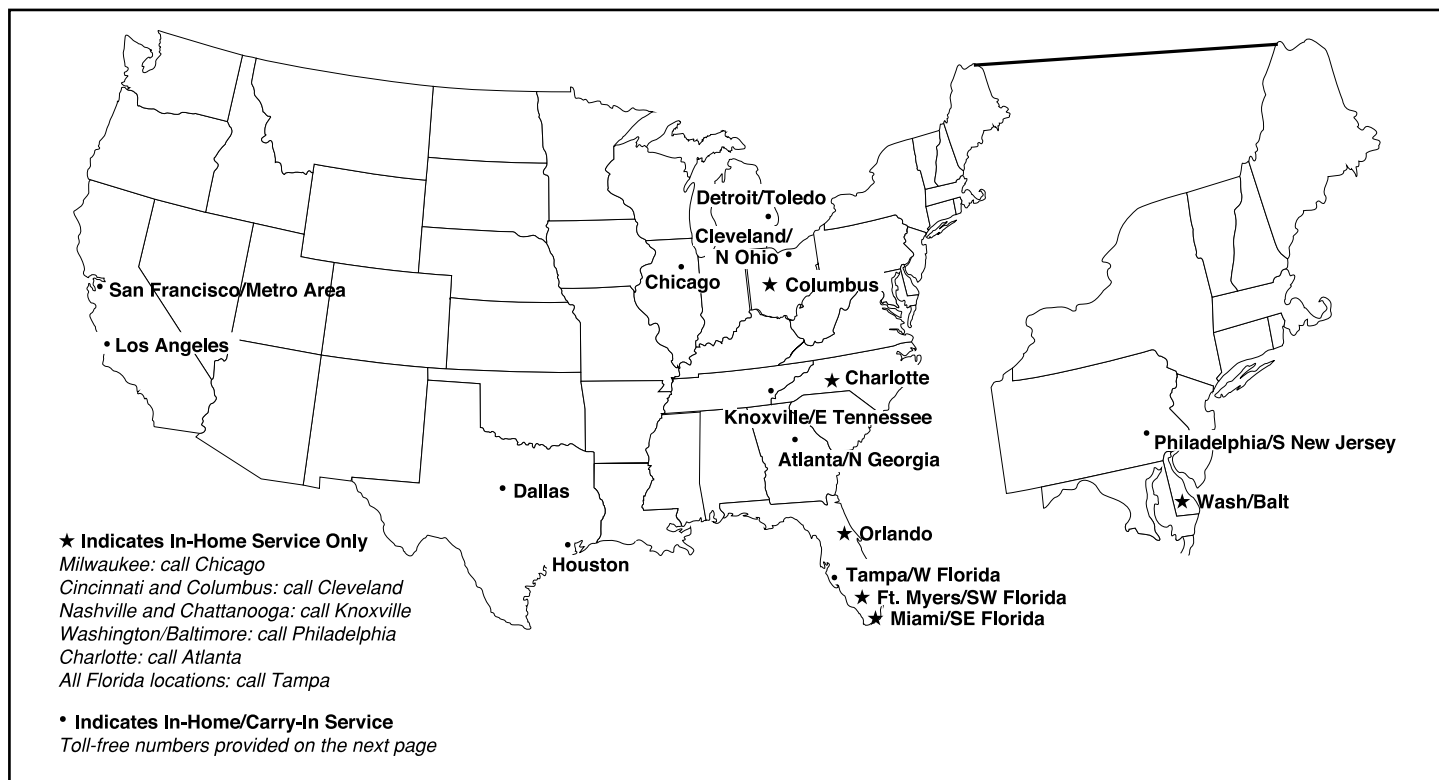 Detroit/Toledo
Cleveland/
N Ohio
Chicago
★ Columbus
San Francisco/Metro Area
Los Angeles
★ Charlotte
Knoxville/E Tennessee
Atlanta/N Georgia
Philadelphia/S New Jersey
★ Wash/Balt
Dallas
Houston
★ Orlando
Tampa/W Florida
★ Ft. Myers/SW Florida
★ Miami/SE Florida
★ Indicates In-Home Service Only
Milwaukee: call Chicago
Cincinnati and Columbus: call Cleveland
Nashville and Chattanooga: call Knoxville
Washington/Baltimore: call Philadelphia
Charlotte: call Atlanta
All Florida locations: call Tampa
• Indicates In-Home/Carry-In Service
Toll-free numbers provided on the next page